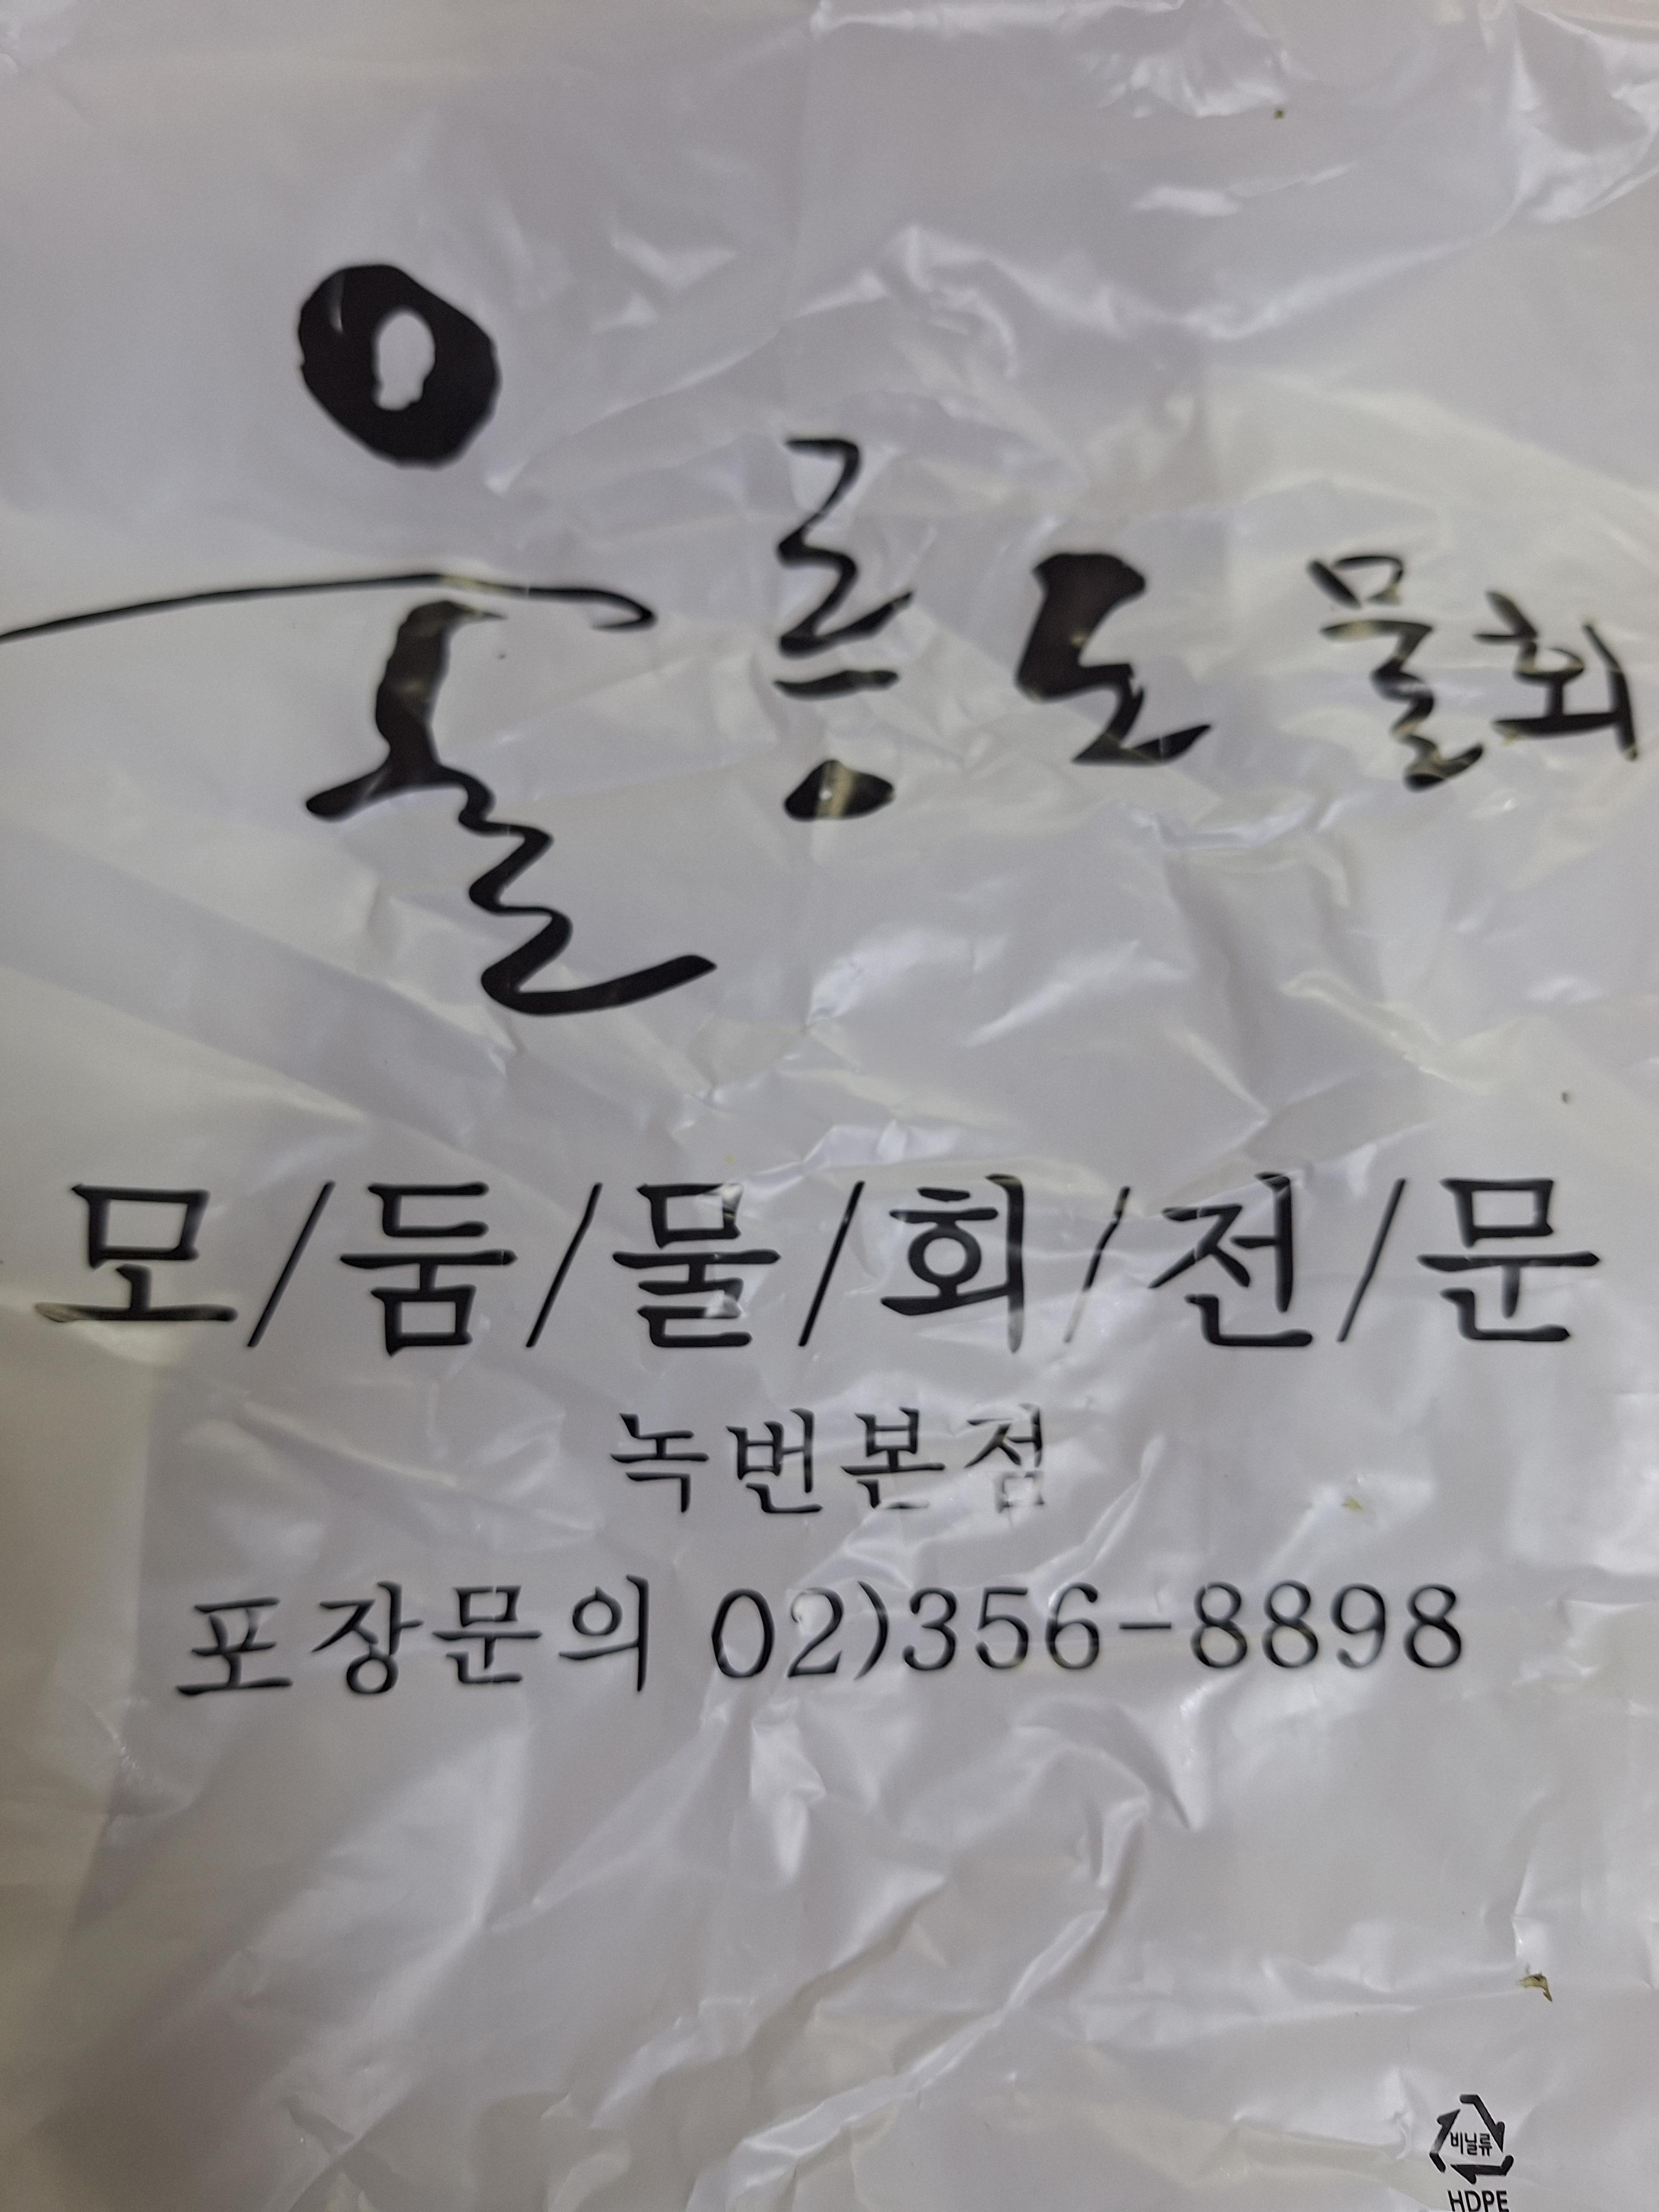 울릉도 물회
모/둠/물/회/전/문
녹번본점
포장문의 02)356-8898
비닐류
HDPE